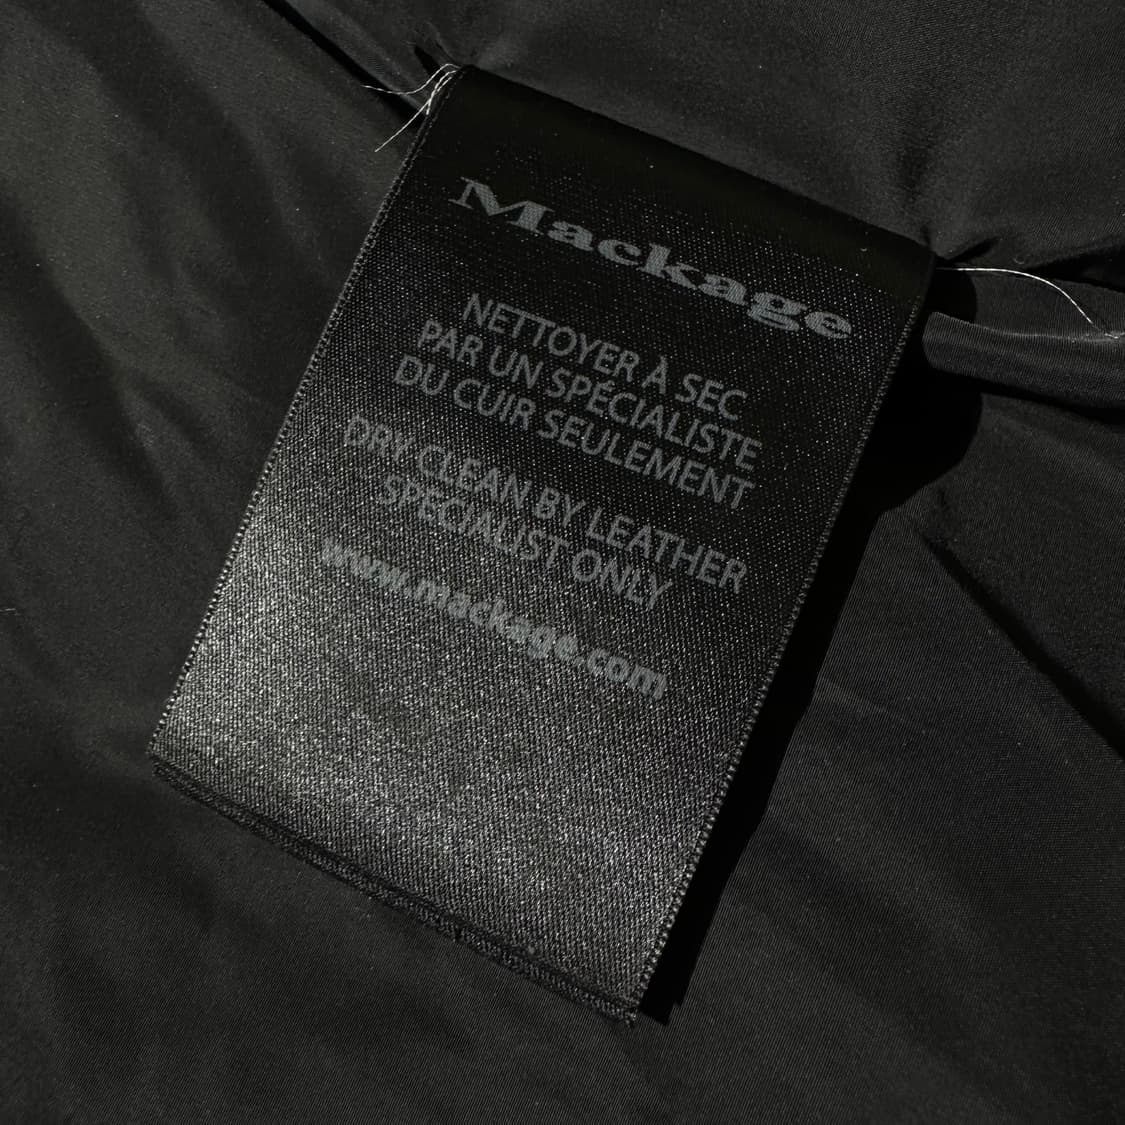 Mackage
NETTOYER À SEC
PAR UN SPÉCIALISTE
DU CUIR SEULEMENT
DRY CLEAN BY LEATHER
SPECIALIST ONLY
www.mackage.com